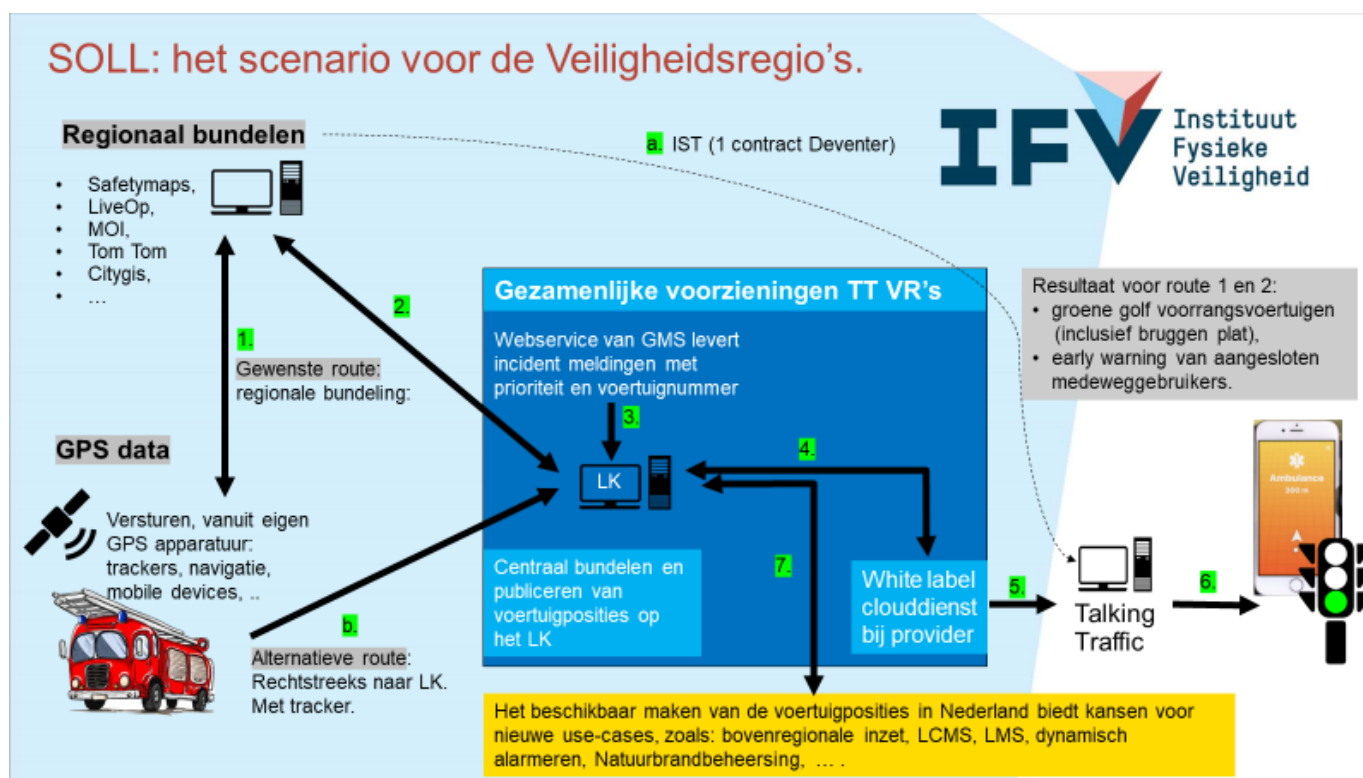 SOLL: het scenario voor de Veiligheidsregio's.
IFV
Instituut
Fysieke
Veiligheid
Regionaal bundelen
a. IST (1 contract Deventer)
• Safetymaps,
• LiveOp,
• MOI,
• Tom Tom
• Citygis,
• ...
1.
Gewenste route:
regionale bundeling:
2.
GPS data
Versturen, vanuit eigen
GPS apparatuur:
trackers, navigatie,
mobile devices, ..
b.
Alternatieve route:
Rechtstreeks naar LK.
Met tracker.
Gezamenlijke voorzieningen TT VR's
Webservice van GMS levert
incident meldingen met
prioriteit en voertuignummer
3.
LK
4.
Centraal bundelen en
publiceren van
voertuigposities op
het LK
7.
White label
clouddienst
bij provider
5.
Talking
Traffic
6.
Resultaat voor route 1 en 2:
• groene golf voorrangsvoertuigen
(inclusief bruggen plat),
• early warning van aangesloten
medeweggebruikers.
Ambulance
Het beschikbaar maken van de voertuigposities in Nederland biedt kansen voor
nieuwe use-cases, zoals: bovenregionale inzet, LCMS, LMS, dynamisch
alarmeren, Natuurbrandbeheersing, ... .